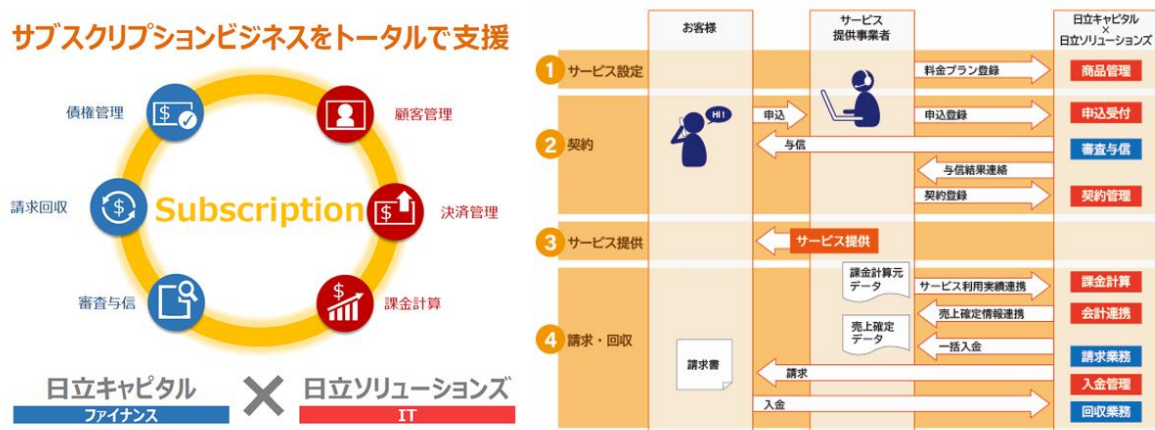 サブスクリプションビジネスをトータルで支援
債権管理
顧客管理
請求回収
Subscription
決済管理
審査与信
課金計算
日立キャピタル
ファイナンス
日立ソリューションズ
IT
お客様
サービス
提供事業者
日立キャピタル
×
日立ソリューションズ
1 サービス設定
料金プラン登録
商品管理
2 契約
HI!
申込
申込登録
申込受付
与信
審査与信
与信結果連絡
契約登録
契約管理
3 サービス提供
サービス提供
4 請求・回収
課金計算元
データ
サービス利用実績連携
課金計算
売上確定情報連携
会計連携
売上確定
データ
一括入金
請求業務
請求書
請求
入金管理
入金
回収業務